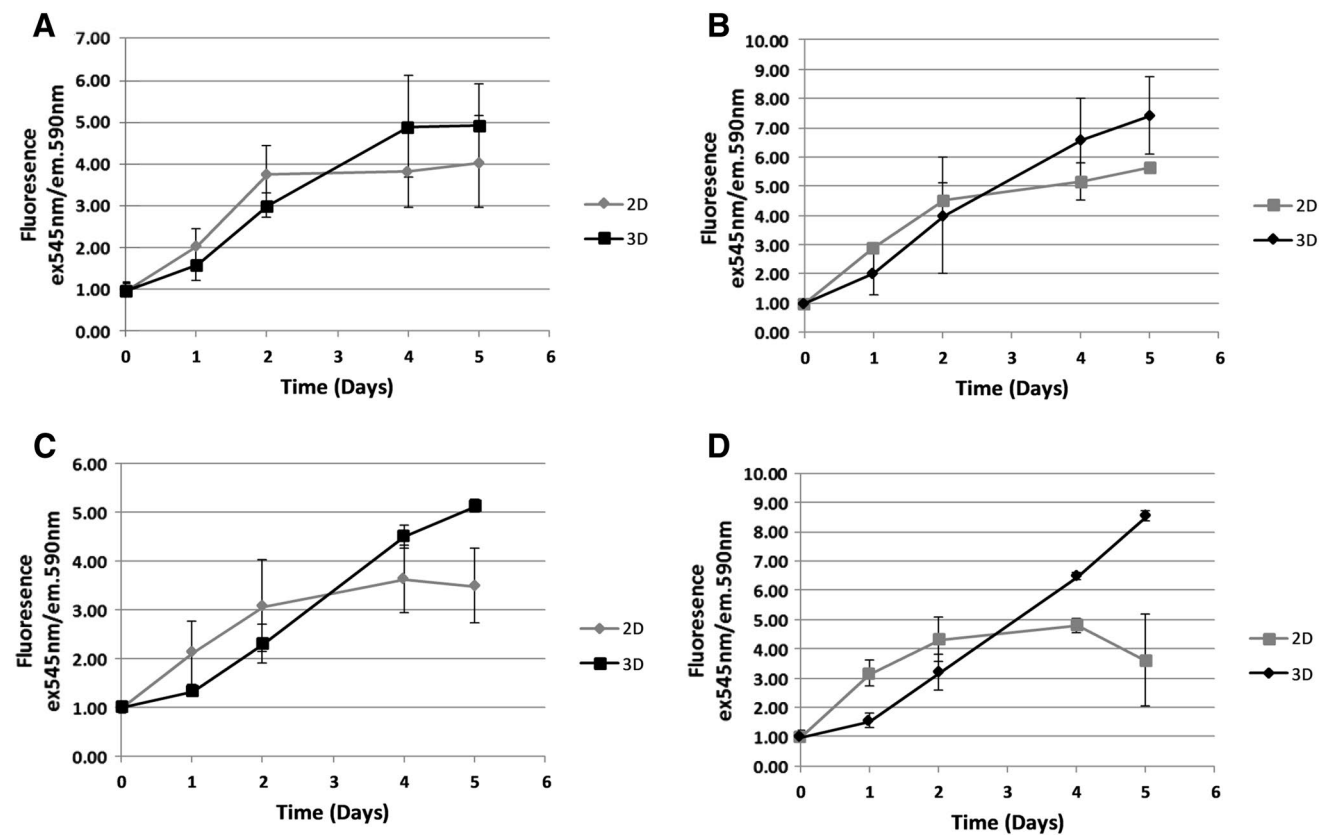 A
7.00
6.00
5.00
4.00
3.00
2.00
1.00
0.00
Fluoresence
ex545nm/em.590nm
0 1 2 3 4 5 6
Time (Days)
2D
3D
B
10.00
9.00
8.00
7.00
6.00
5.00
4.00
3.00
2.00
1.00
0.00
Fluoresence
ex545nm/em.590nm
0 1 2 3 4 5 6
Time (Days)
2D
3D
C
6.00
5.00
4.00
3.00
2.00
1.00
0.00
Fluoresence
ex545nm/em.590nm
0 1 2 3 4 5 6
Time (Days)
2D
3D
D
10.00
9.00
8.00
7.00
6.00
5.00
4.00
3.00
2.00
1.00
0.00
Fluoresence
ex545nm/em.590nm
0 1 2 3 4 5 6
Time (Days)
2D
3D